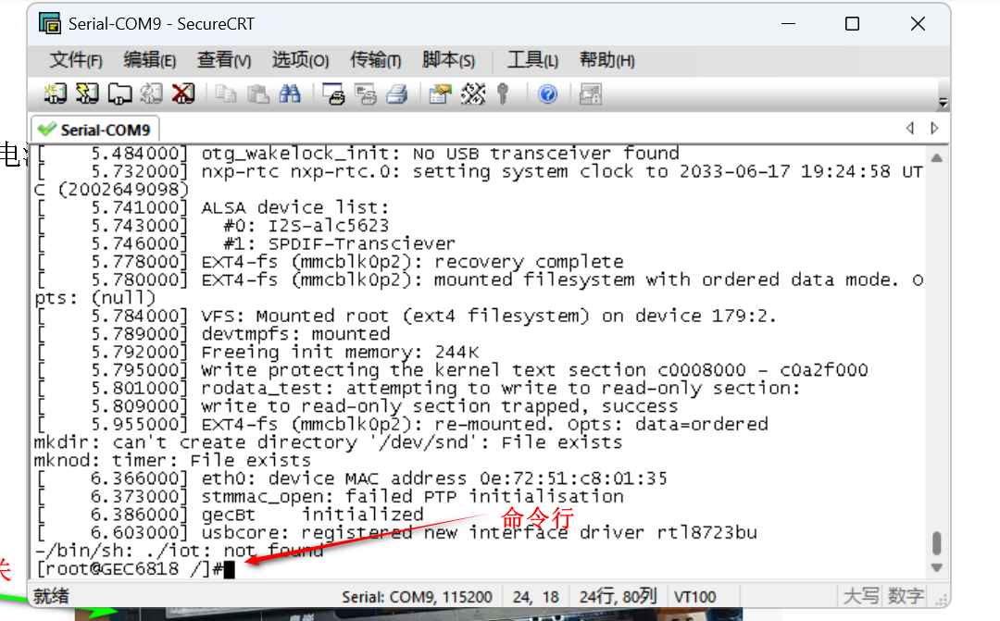 Serial-COM9 - SecureCRT
文件(F) 编辑(E) 查看(V) 选项(O) 传输(T) 脚本(S) 工具(L) 帮助(H)
Serial-COM9
[    5.484000] otg_wakelock_init: No USB transceiver found
[    5.732000] nxp-rtc nxp-rtc.0: setting system clock to 2033-06-17 19:24:58 UT
C (2002649098)
[    5.741000] ALSA device list:
[    5.743000]   #0: I2S-alc5623
[    5.746000]   #1: SPDIF-Transciever
[    5.778000] EXT4-fs (mmcblk0p2): recovery complete
[    5.780000] EXT4-fs (mmcblk0p2): mounted filesystem with ordered data mode. O
pts: (null)
[    5.784000] VFS: Mounted root (ext4 filesystem) on device 179:2.
[    5.789000] devtmpfs: mounted
[    5.792000] Freeing init memory: 244K
[    5.795000] Write protecting the kernel text section c0008000 - c0a2f000
[    5.801000] rodata_test: attempting to write to read-only section:
[    5.809000] write to read-only section trapped, success
[    5.955000] EXT4-fs (mmcblk0p2): re-mounted. Opts: data=ordered
mkdir: can't create directory '/dev/snd': File exists
mknod: timer: File exists
[    6.366000] eth0: device MAC address 0e:72:51:c8:01:35
[    6.373000] stmmac_open: failed PTP initialisation
[    6.386000] gecBt    initialized
命令行
[    6.603000] usbcore: registered new interface driver rtl8723bu
-/bin/sh: ./iot: not found
[root@GEC6818 /]#
关
就绪 Serial: COM9, 115200 24, 18 24行, 80列 VT100 大写 数字